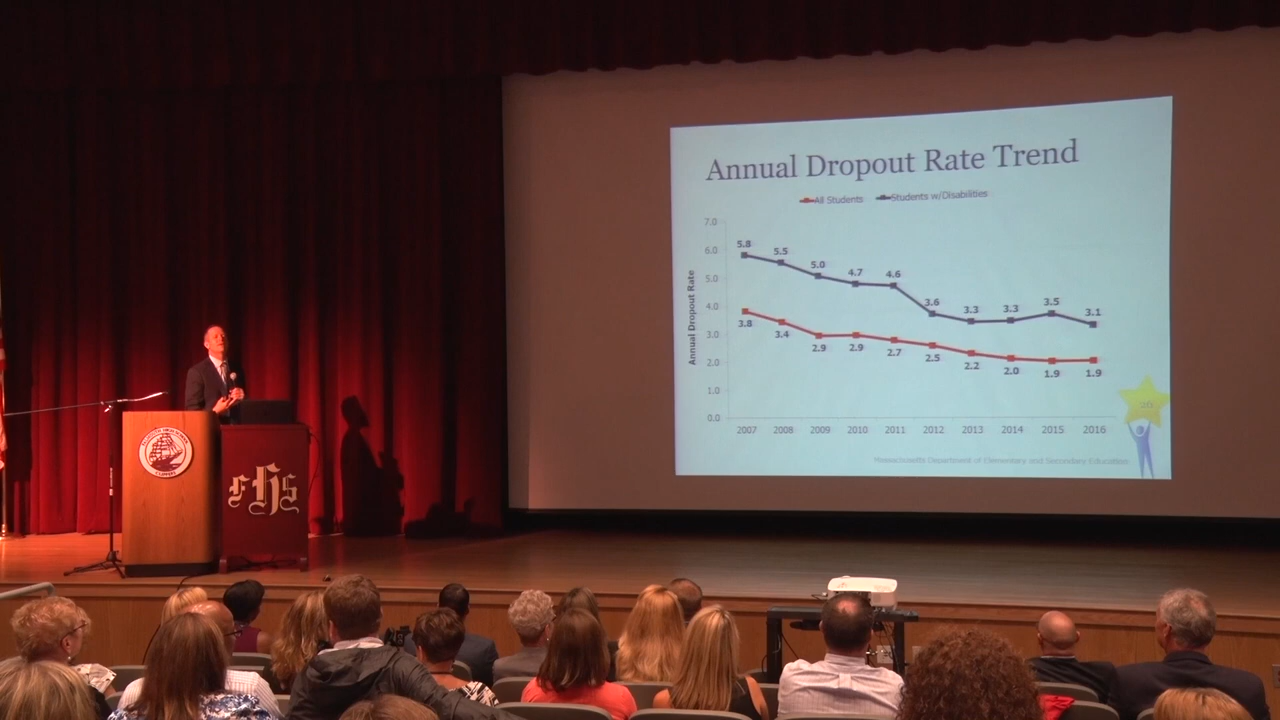 Annual Dropout Rate Trend
All Students Students w/Disabilities
Annual Dropout Rate
7.0
6.0
5.0
4.0
3.0
2.0
1.0
0.0
5.8 5.5 5.0 4.7 4.6 3.6 3.3 3.3 3.5 3.1
3.8 3.4 2.9 2.9 2.7 2.5 2.2 2.0 1.9 1.9
2007 2008 2009 2010 2011 2012 2013 2014 2015 2016
26
Massachusetts Department of Elementary and Secondary Education
CLIPPERS
FHS